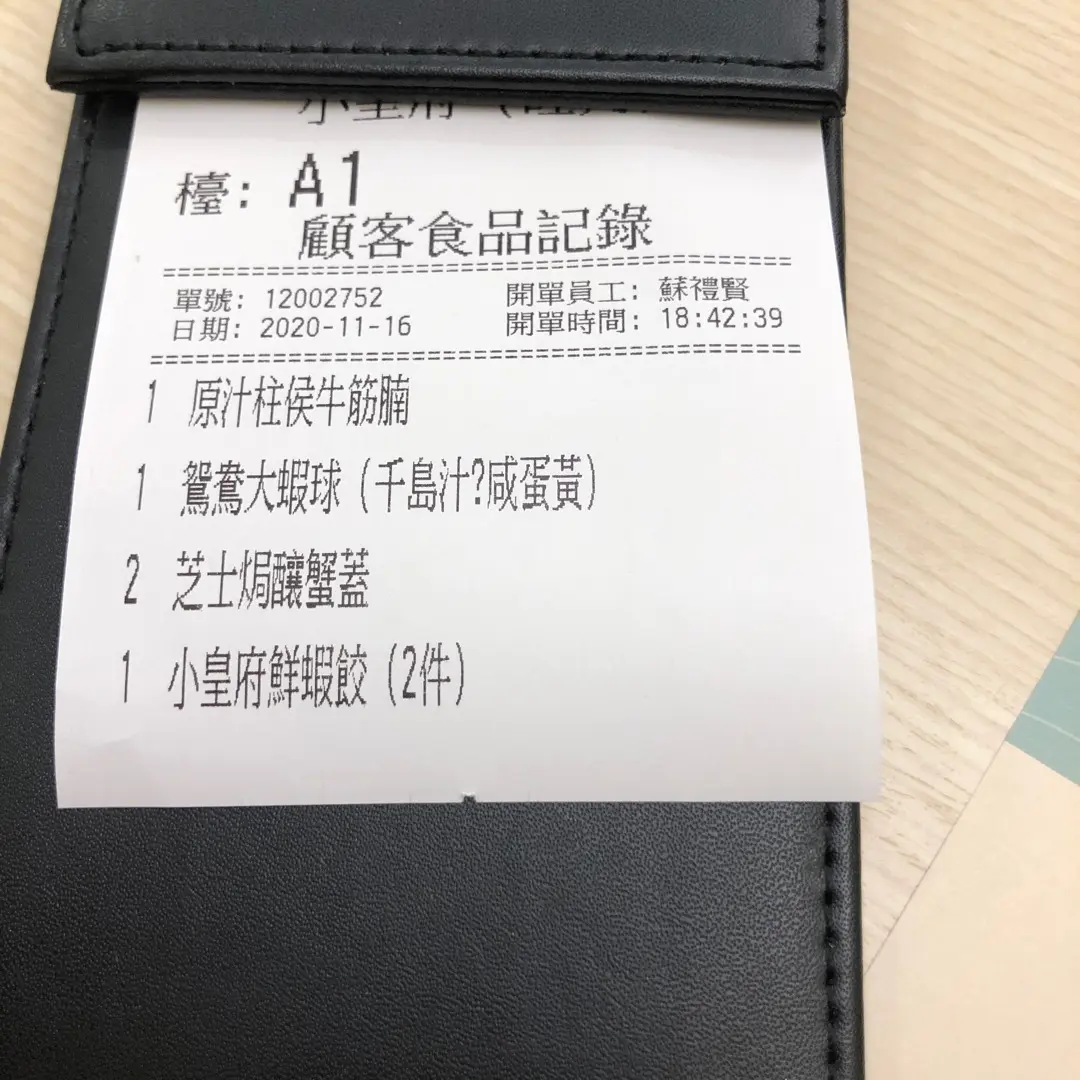 小皇府
檯: A1
顧客食品記錄
單號: 12002752 開單員工: 蘇禮賢
日期: 2020-11-16 開單時間: 18:42:39
1 原汁柱侯牛筋腩
1 鴛鴦大蝦球 (千島汁?咸蛋黃)
2 芝士焗釀蟹蓋
1 小皇府鮮蝦餃 (2件)